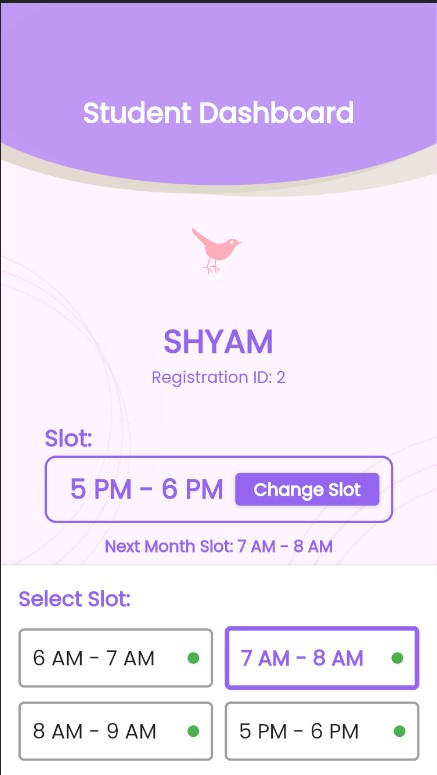 Student Dashboard
SHYAM
Registration ID: 2
Slot:
5 PM - 6 PM Change Slot
Next Month Slot: 7 AM - 8 AM
Select Slot:
6 AM - 7 AM 7 AM - 8 AM
8 AM - 9 AM 5 PM - 6 PM